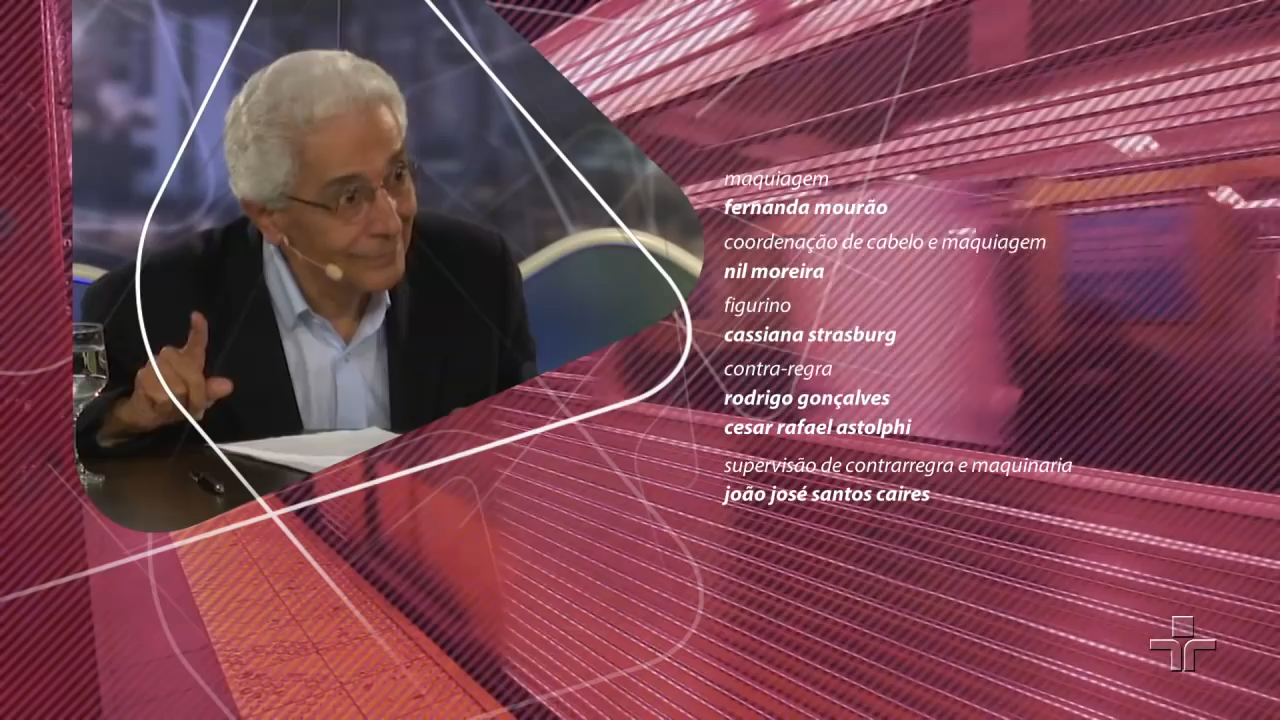 maquiagem
fernanda mourão
coordenação de cabelo e maquiagem
nil moreira
figurino
cassiana strasburg
contra-regra
rodrigo gonçalves
cesar rafael astolphi
supervisão de contrarregra e maquinaria
joão josé santos caires